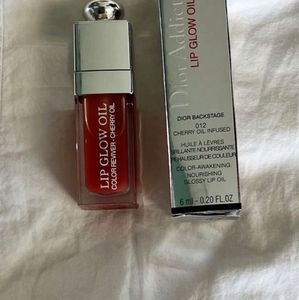 LIP GLOW OIL
COLOR REVIVER - CHERRY OIL
Dior Addict
LIP GLOW OIL
DIOR BACKSTAGE
012
CHERRY OIL INFUSED
HUILE À LÈVRES
BRILLANTE NOURRISSANTE
REHAUSSEUR DE COULEUR
COLOR-AWAKENING
NOURISHING
GLOSSY LIP OIL
6 ml - 0.20 FL. OZ.